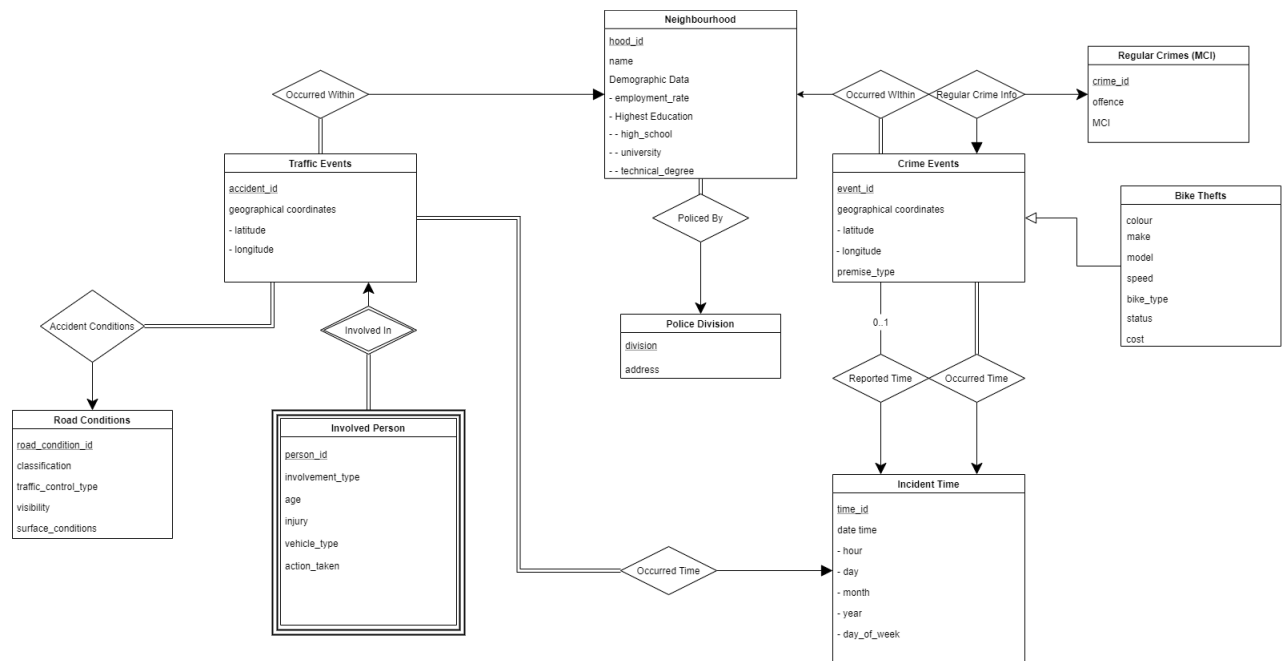 Neighbourhood
hood_id
name
Demographic Data
- employment_rate
- Highest Education
- - high_school
- - university
- - technical_degree
Occurred Within
Occurred WIthin
Regular Crime Info
Regular Crimes (MCI)
crime_id
offence
MCI
Traffic Events
accident_id
geographical coordinates
- latitude
- longitude
Policed By
Crime Events
event_id
geographical coordinates
- latitude
- longitude
premise_type
Bike Thefts
colour
make
model
speed
bike_type
status
cost
Accident Conditions
Involved In
Police Division
division
address
0..1
Reported Time
Occurred Time
Road Conditions
road_condition_id
classification
traffic_control_type
visibility
surface_conditions
Involved Person
person_id
involvement_type
age
injury
vehicle_type
action_taken
Occurred Time
Incident Time
time_id
date time
- hour
- day
- month
- year
- day_of_week